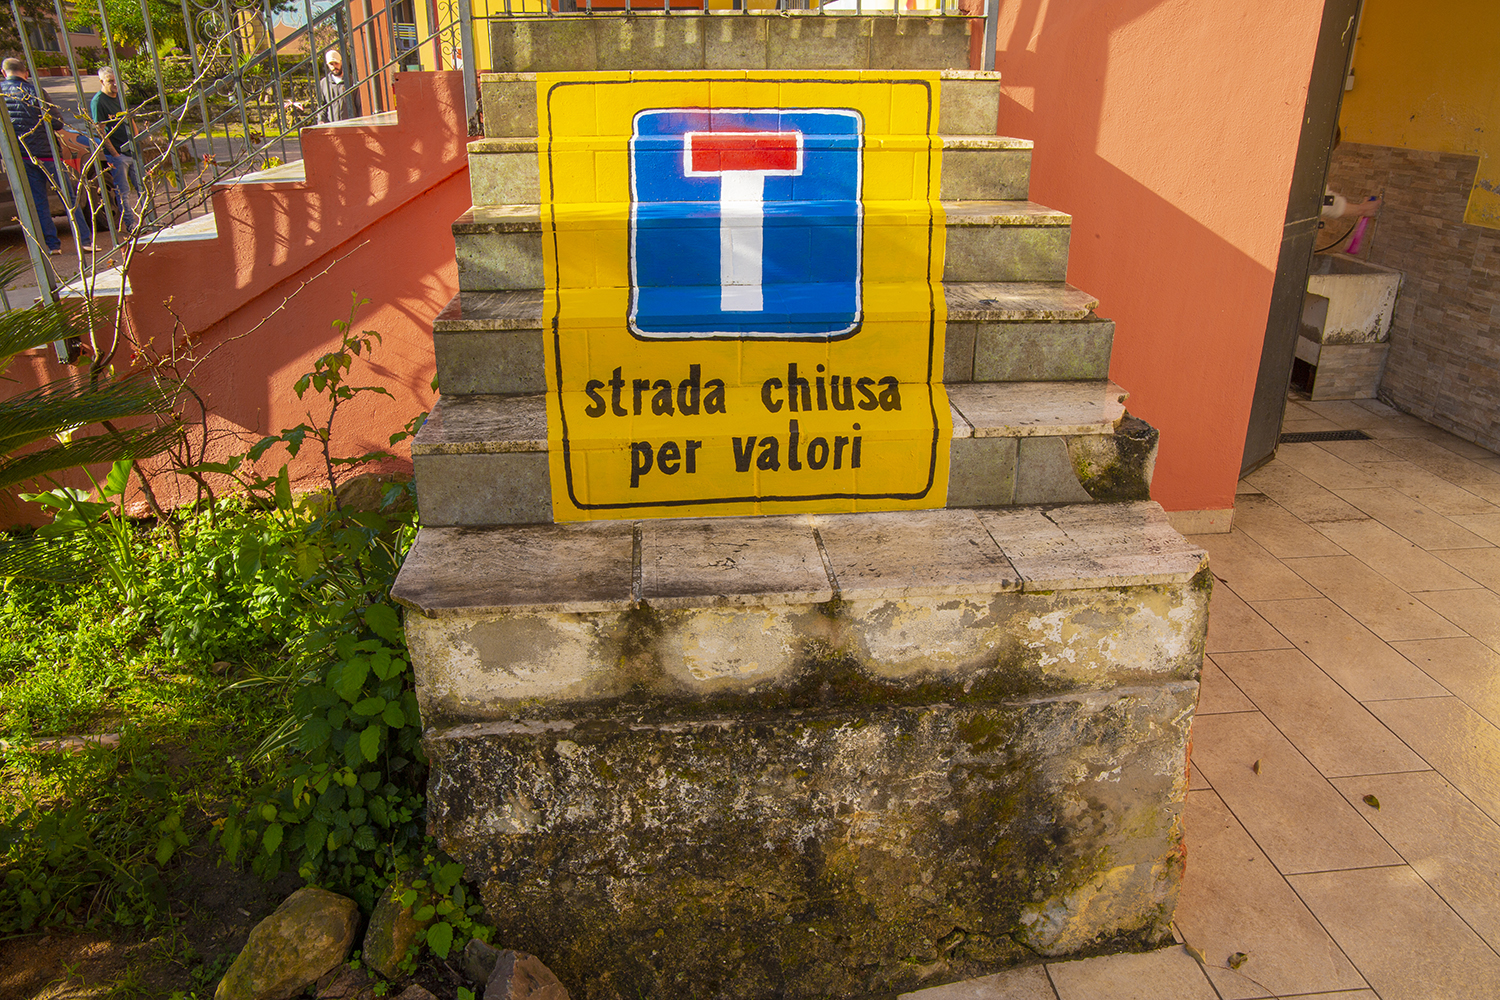 strada chiusa
per valori